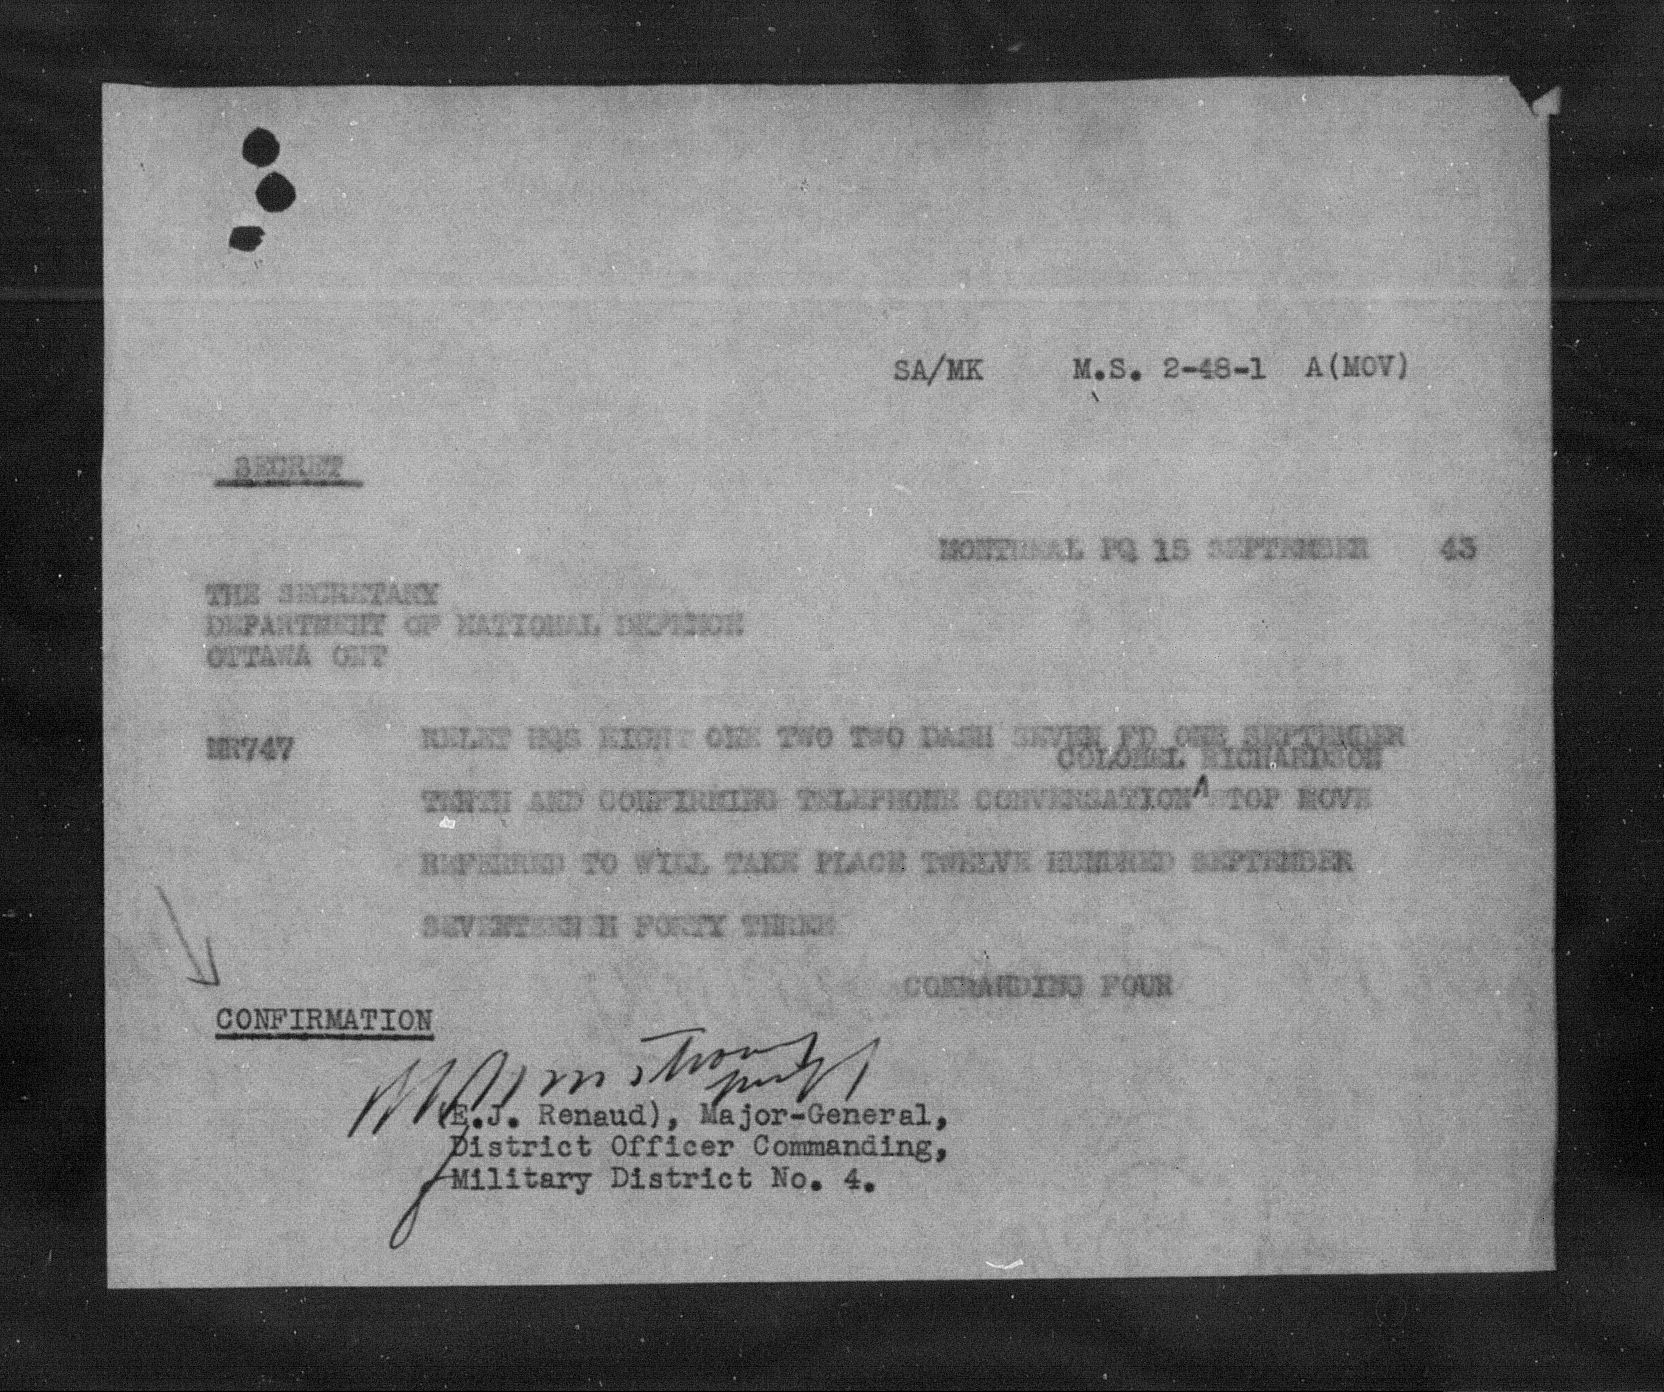 SA/MK M.S. 2-48-1 A(MOV)
SECRET
MONTREAL PQ 15 SEPTEMBER 43
THE SECRETARY
DEPARTMENT OF NATIONAL DEFENCE
OTTAWA ONT
MR747 RELET HQS EIGHT ONE TWO TWO DASH SEVEN FD ONE SEPTEMBER
COLONEL RICHARDSON
TENTH AND CONFIRMING TELEPHONE CONVERSATION ^ STOP MOVE
REFERRED TO WILL TAKE PLACE TWELVE HUNDRED SEPTEMBER
SEVENTEEN H FORTY THREE
COMMANDING FOUR
CONFIRMATION
(E.J. Renaud), Major-General,
District Officer Commanding,
Military District No. 4.